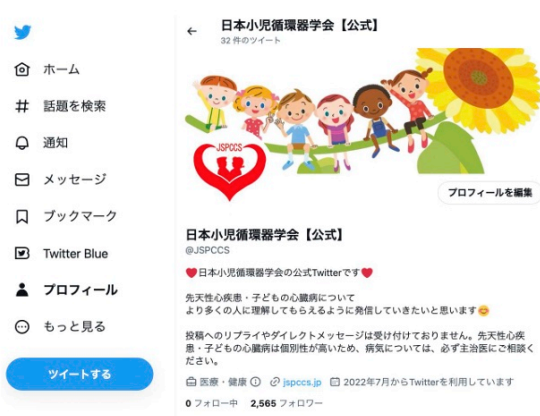 日本小児循環器学会【公式】
32 件のツイート
ホーム
話題を検索
通知
メッセージ
ブックマーク
Twitter Blue
プロフィール
もっと見る
ツイートする
JSPCCS
プロフィールを編集
日本小児循環器学会【公式】
@JSPCCS
❤️日本小児循環器学会の公式Twitterです❤️
先天性心疾患・子どもの心臓病について
より多くの人に理解してもらえるように発信していきたいと思います😊
投稿へのリプライやダイレクトメッセージは受け付けておりません。先天性心疾
患・子どもの心臓病は個別性が高いため、病気については、必ず主治医にご相談く
ださい。
医療・健康 jspccs.jp 2022年7月からTwitterを利用しています
0 フォロー中 2,565 フォロワー